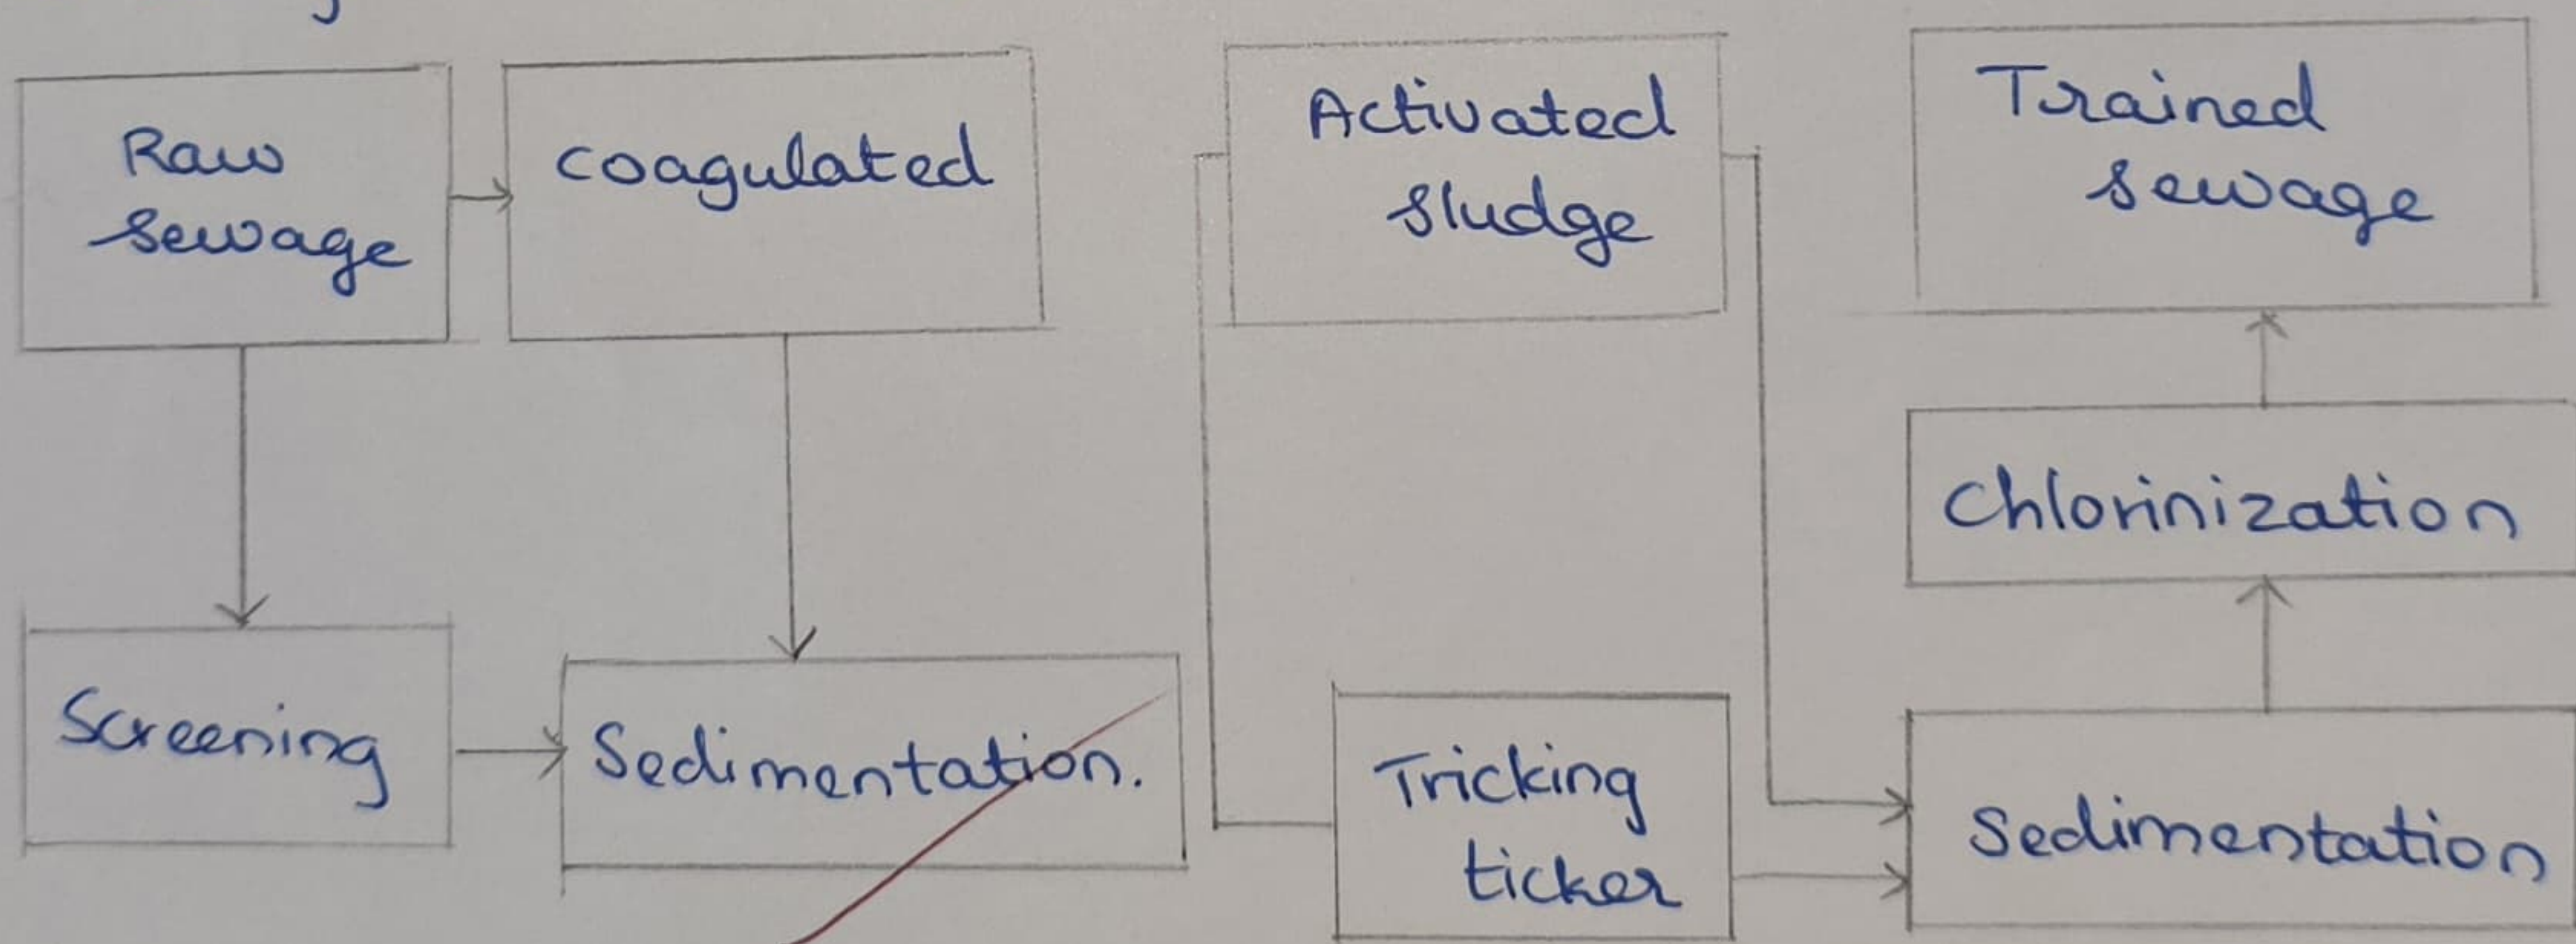 Raw
Sewage
coagulated
Activated
sludge
Trained
sewage
Chlorinization
Screening
Sedimentation.
Tricking
ticker
Sedimentation